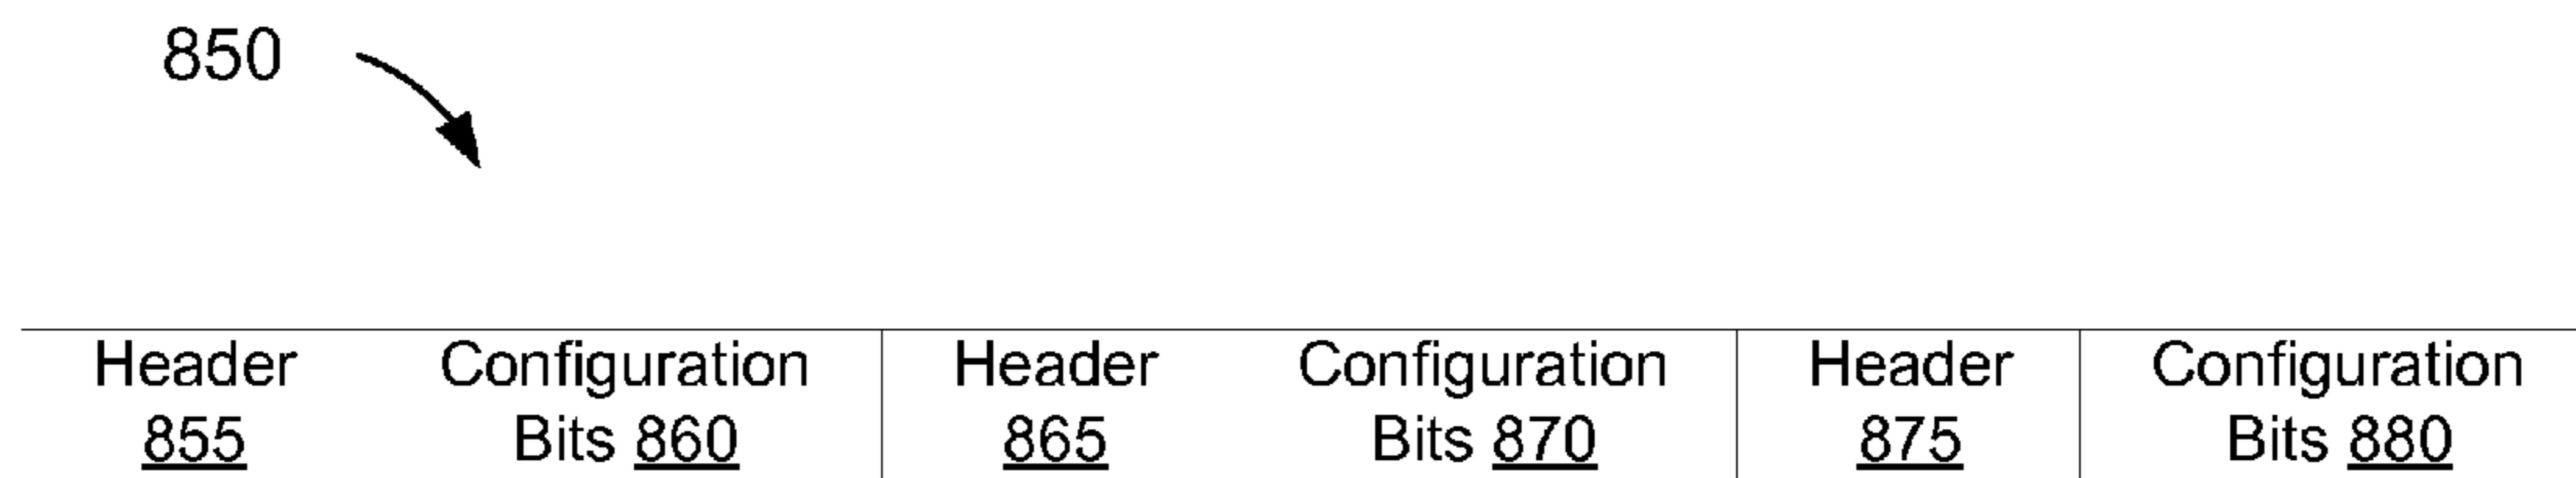 850
Header Configuration Header Configuration Header Configuration
855 Bits 860 865 Bits 870 875 Bits 880